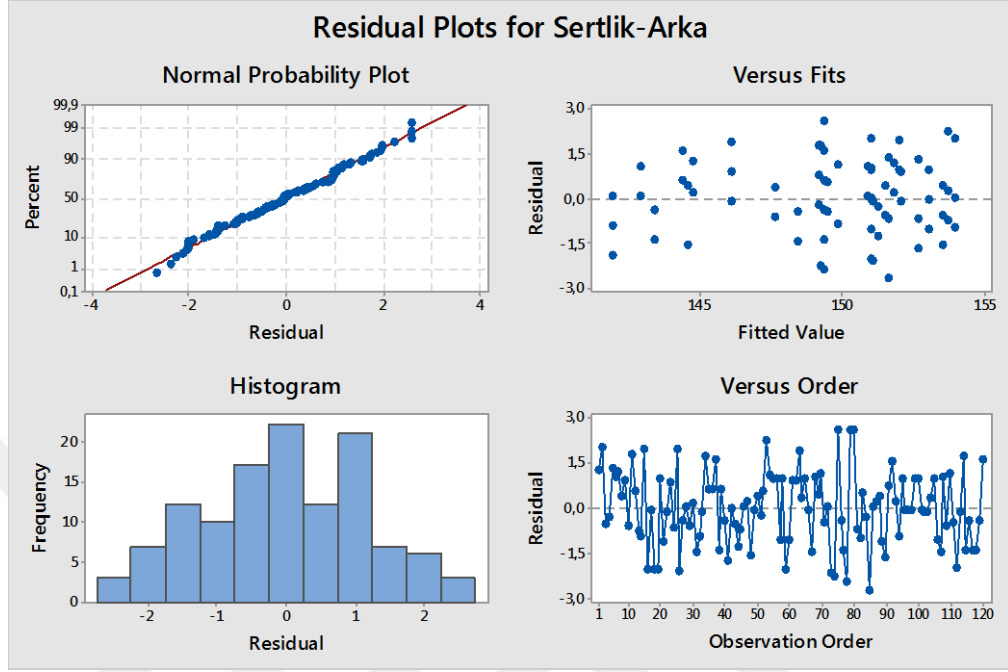 Residual Plots for Sertlik-Arka
Normal Probability Plot
99,9
99
90
50
10
1
0,1
Percent
-4 -2 0 2 4
Residual
Versus Fits
3,0
1,5
0,0
-1,5
-3,0
Residual
145 150 155
Fitted Value
Histogram
20
15
10
5
0
Frequency
-2 -1 0 1 2
Residual
Versus Order
3,0
1,5
0,0
-1,5
-3,0
Residual
1 10 20 30 40 50 60 70 80 90 100 110 120
Observation Order